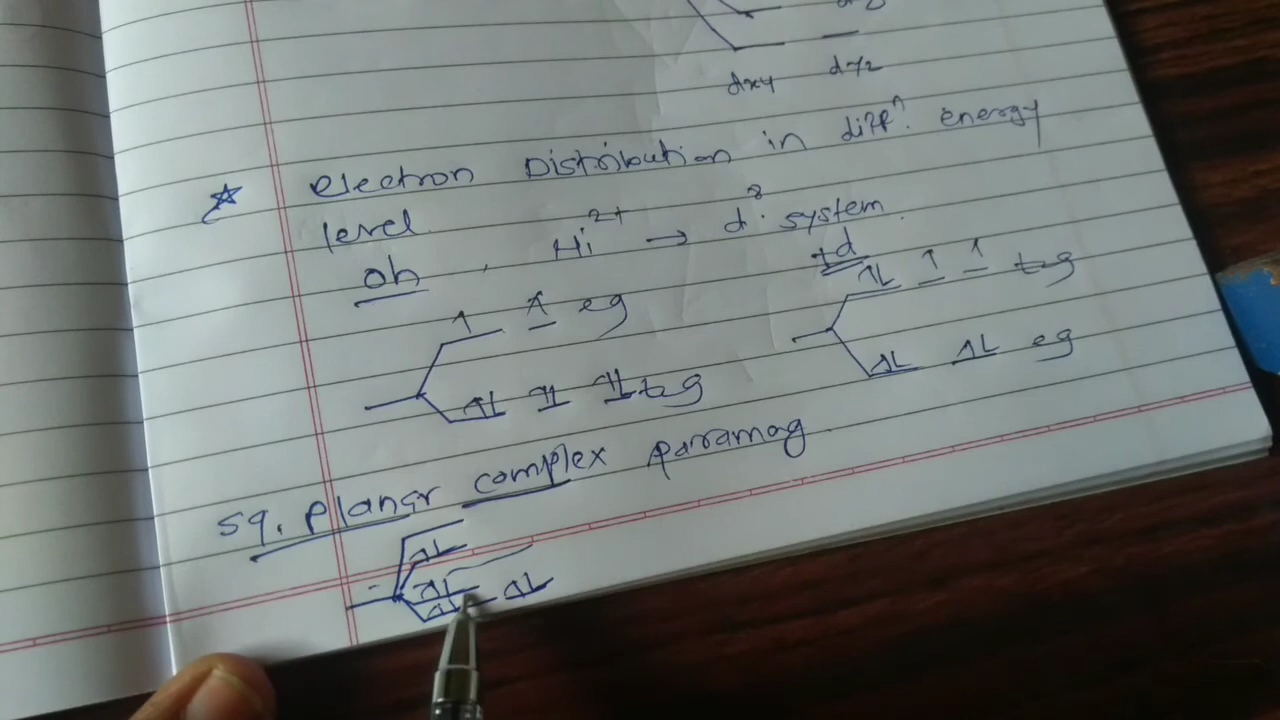 dxy dyz
☆ Electron Distribution in diffⁿ. energy
level
oh , Ni²⁺ → d⁸ system.
td
↿ ↿ eg
⥮ ↿ ↿ t₂g
⥮ ⥮ ⥮ t₂g
⥮ ⥮ eg
sq. planar complex paramag
⥮
⥮
⥮ ⥮